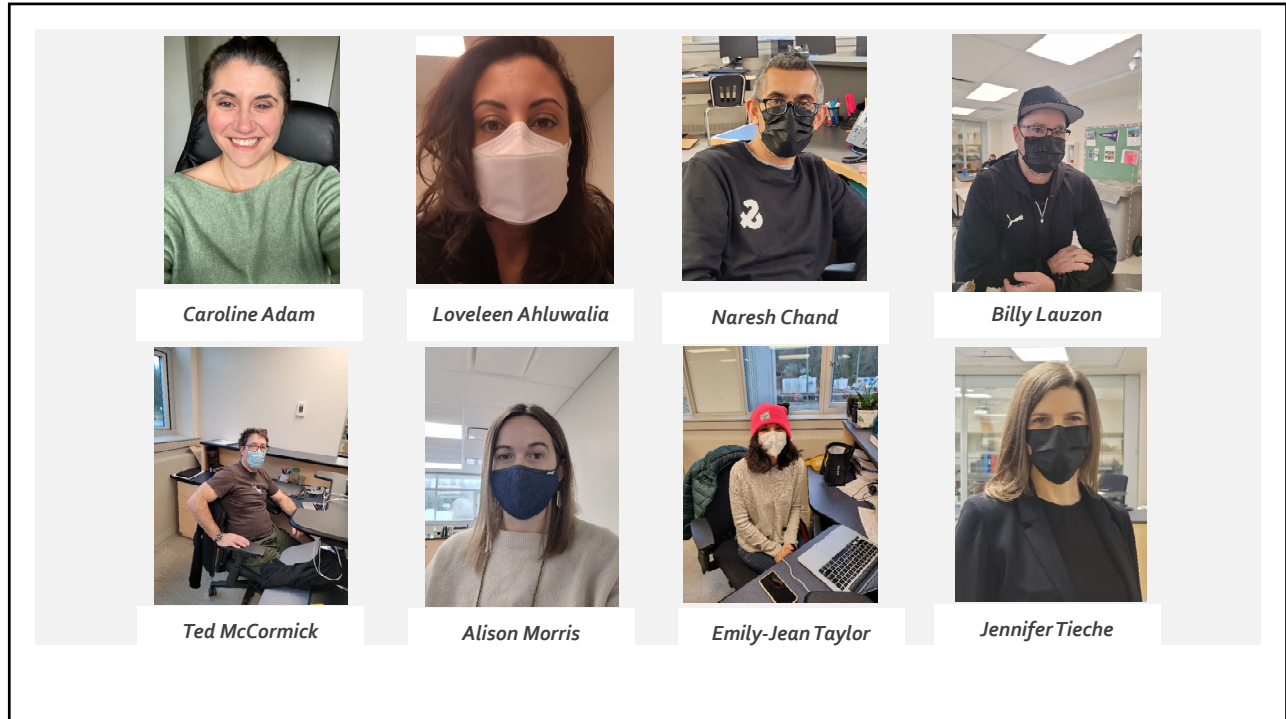 Caroline Adam
Loveleen Ahluwalia
Naresh Chand
Billy Lauzon
Ted McCormick
Alison Morris
Emily-Jean Taylor
Jennifer Tieche